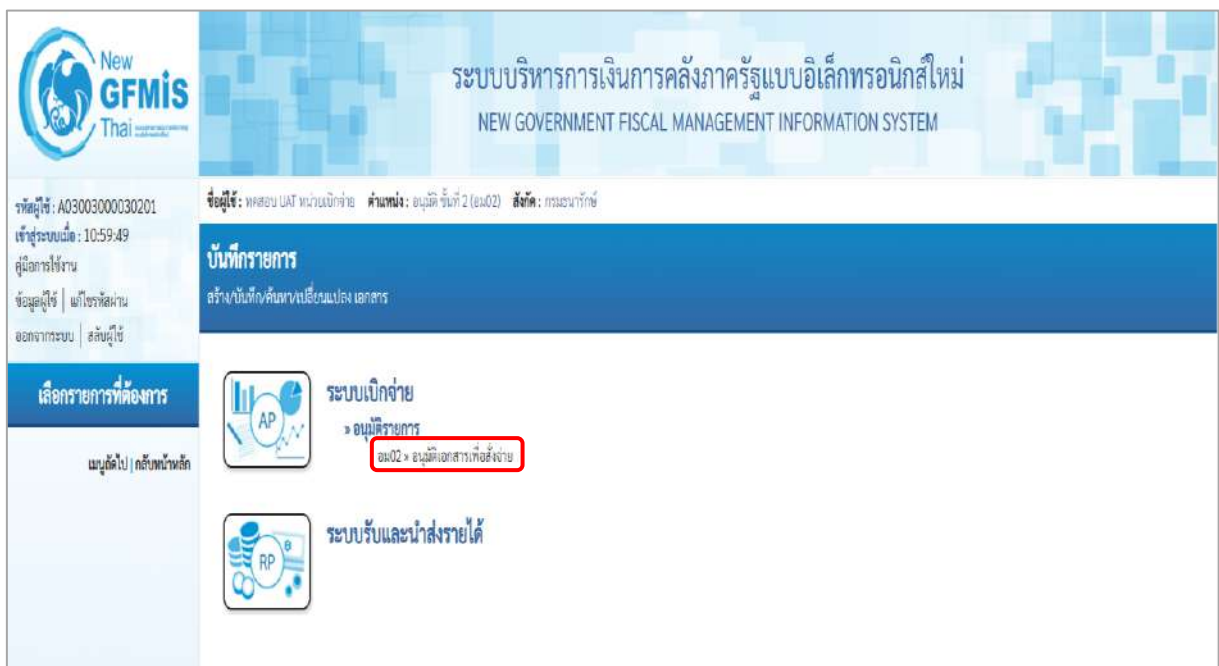 New
GFMiS
Thai
ระบบบริหารการเงินการคลังภาครัฐแบบอิเล็กทรอนิกส์ใหม่
NEW GOVERNMENT FISCAL MANAGEMENT INFORMATION SYSTEM
รหัสผู้ใช้ : A03003000030201
เข้าสู่ระบบเมื่อ : 10:59:49
คู่มือการใช้งาน
ข้อมูลผู้ใช้ | แก้ไขรหัสผ่าน
ออกจากระบบ | สลับผู้ใช้
ชื่อผู้ใช้ : ทดสอบ UAT หน่วยเบิกจ่าย ตำแหน่ง : อนุมัติ ขั้นที่ 2 (อม02) สังกัด : กรมธนารักษ์
บันทึกรายการ
สร้าง/บันทึก/ค้นหา/เปลี่ยนแปลง เอกสาร
เลือกรายการที่ต้องการ
เมนูถัดไป | กลับหน้าหลัก
AP
ระบบเบิกจ่าย
» อนุมัติรายการ
อม02 » อนุมัติเอกสารเพื่อสั่งจ่าย
RP
ระบบรับและนำส่งรายได้